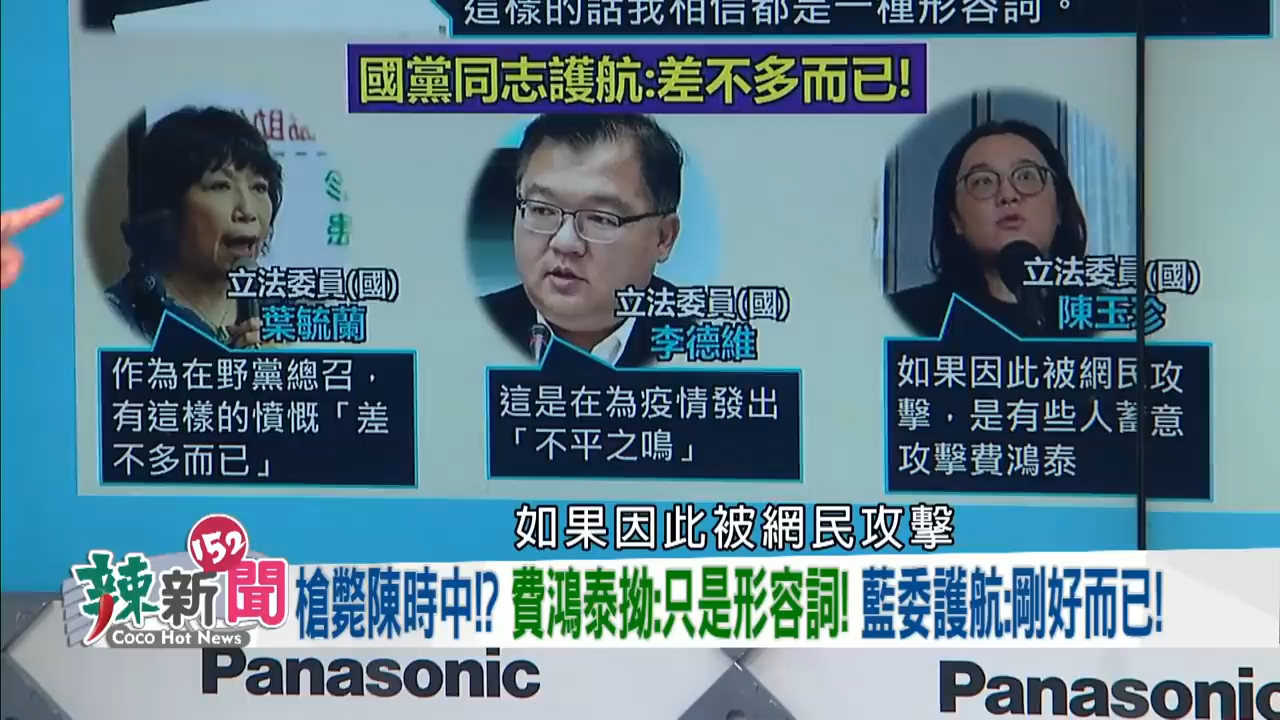 這樣的話我相信都是一種形容詞。
國黨同志護航:差不多而已!
立法委員(國)
葉毓蘭
作為在野黨總召，
有這樣的憤慨「差
不多而已」
立法委員(國)
李德維
這是在為疫情發出
「不平之鳴」
立法委員(國)
陳玉珍
如果因此被網民攻
擊，是有些人蓄意
攻擊費鴻泰
如果因此被網民攻擊
辣新聞
152
Coco Hot News
槍斃陳時中!? 費鴻泰拗:只是形容詞! 藍委護航:剛好而已!
Panasonic
Panasonic